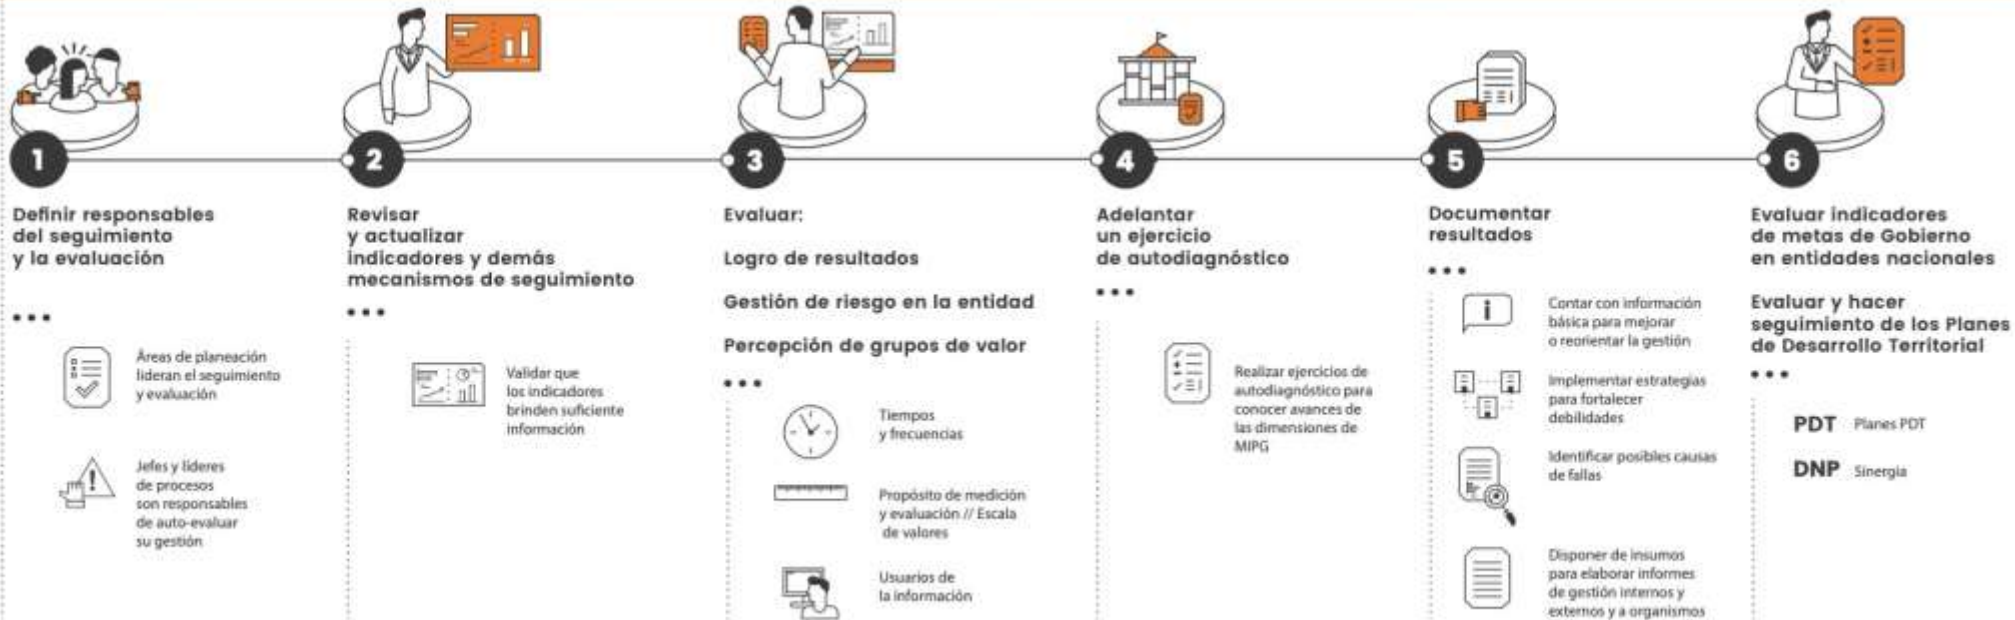 1
Definir responsables
del seguimiento
y la evaluación
Áreas de planeación
lideran el seguimiento
y evaluación
Jefes y líderes
de procesos
son responsables
de auto-evaluar
su gestión
2
Revisar
y actualizar
indicadores y demás
mecanismos de seguimiento
Validar que
los indicadores
brinden suficiente
información
3
Evaluar:
Logro de resultados
Gestión de riesgo en la entidad
Percepción de grupos de valor
Tiempos
y frecuencias
Propósito de medición
y evaluación // Escala
de valores
Usuarios de
la información
4
Adelantar
un ejercicio
de autodiagnóstico
Realizar ejercicios de
autodiagnóstico para
conocer avances de
las dimensiones de
MIPG
5
Documentar
resultados
Contar con información
básica para mejorar
o reorientar la gestión
Implementar estrategias
para fortalecer
debilidades
Identificar posibles causas
de fallas
Disponer de insumos
para elaborar informes
de gestión internos y
externos y a organismos
6
Evaluar indicadores
de metas de Gobierno
en entidades nacionales
Evaluar y hacer
seguimiento de los Planes
de Desarrollo Territorial
PDT Planes PDT
DNP Sinergia